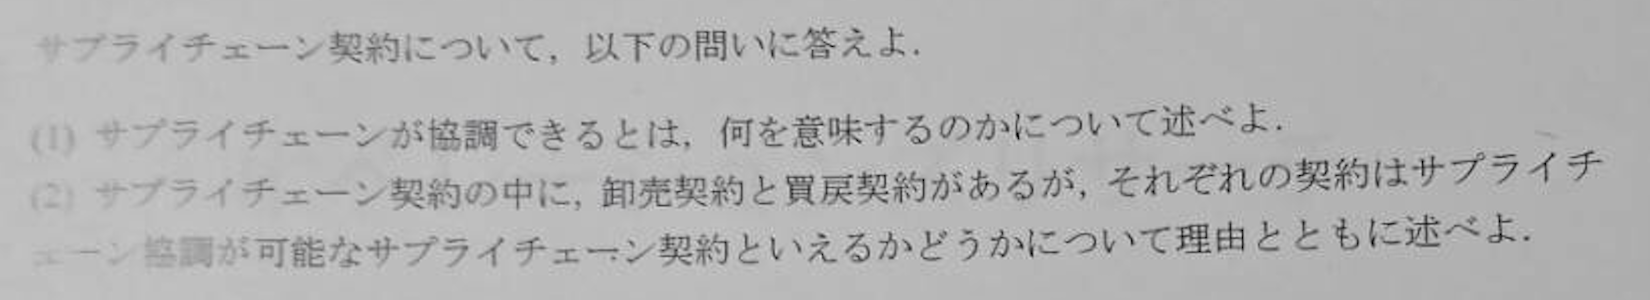 サプライチェーン契約について，以下の問いに答えよ．
(1) サプライチェーンが協調できるとは，何を意味するのかについて述べよ．
(2) サプライチェーン契約の中に，卸売契約と買戻契約があるが，それぞれの契約はサプライチ
ェーン協調が可能なサプライチェーン契約といえるかどうかについて理由とともに述べよ．